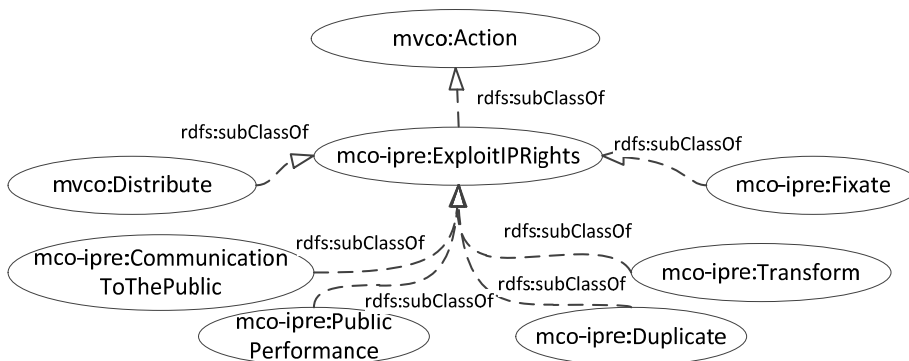 mvco:Action
rdfs:subClassOf
rdfs:subClassOf
mco-ipre:ExploitIPRights
rdfs:subClassOf
mvco:Distribute
mco-ipre:Fixate
rdfs:subClassOf
rdfs:subClassOf
mco-ipre:Communication
ToThePublic
mco-ipre:Transform
rdfs:subClassOf
rdfs:subClassOf
mco-ipre:Public
Performance
mco-ipre:Duplicate